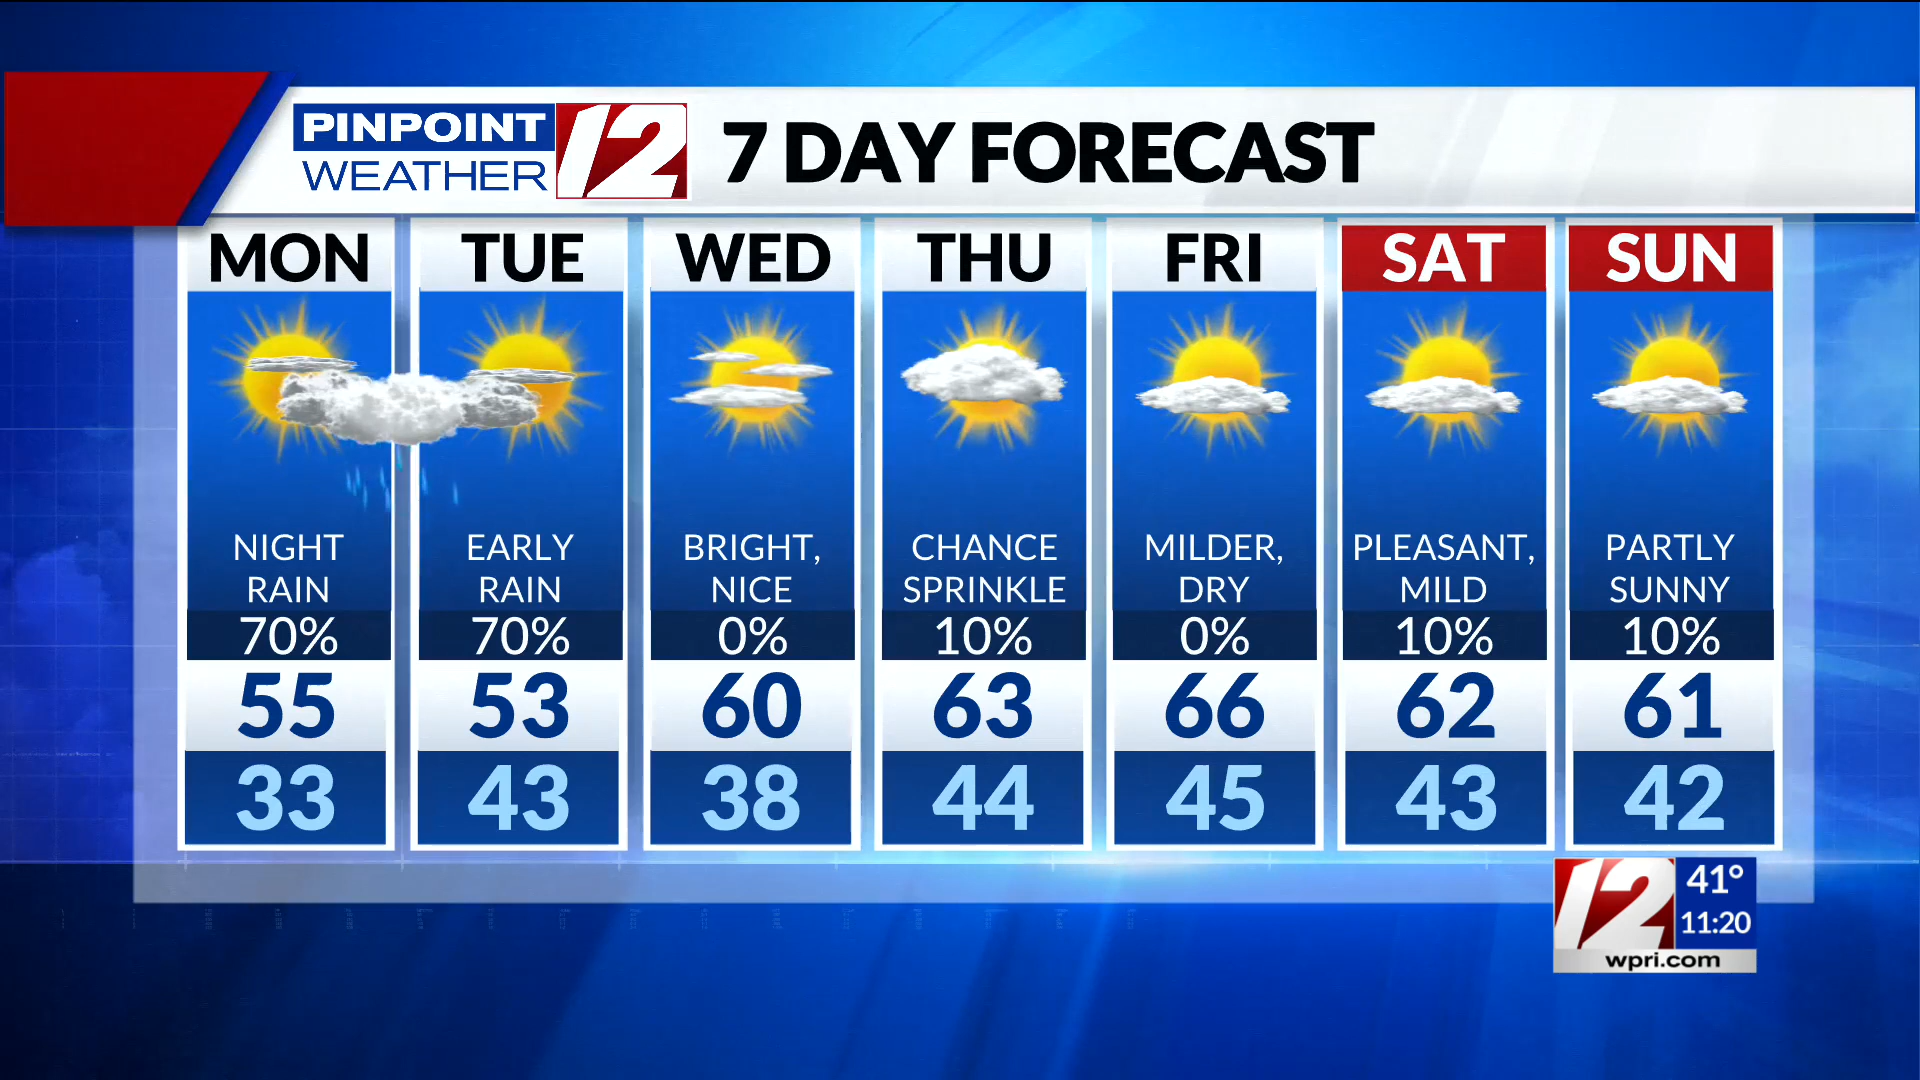 PINPOINT
WEATHER 12
7 DAY FORECAST
MON TUE WED THU FRI SAT SUN
NIGHT RAIN
EARLY RAIN
BRIGHT, NICE
CHANCE SPRINKLE
MILDER, DRY
PLEASANT, MILD
PARTLY SUNNY
70% 70% 0% 10% 0% 10% 10%
55 53 60 63 66 62 61
33 43 38 44 45 43 42
12
41°
11:20
wpri.com